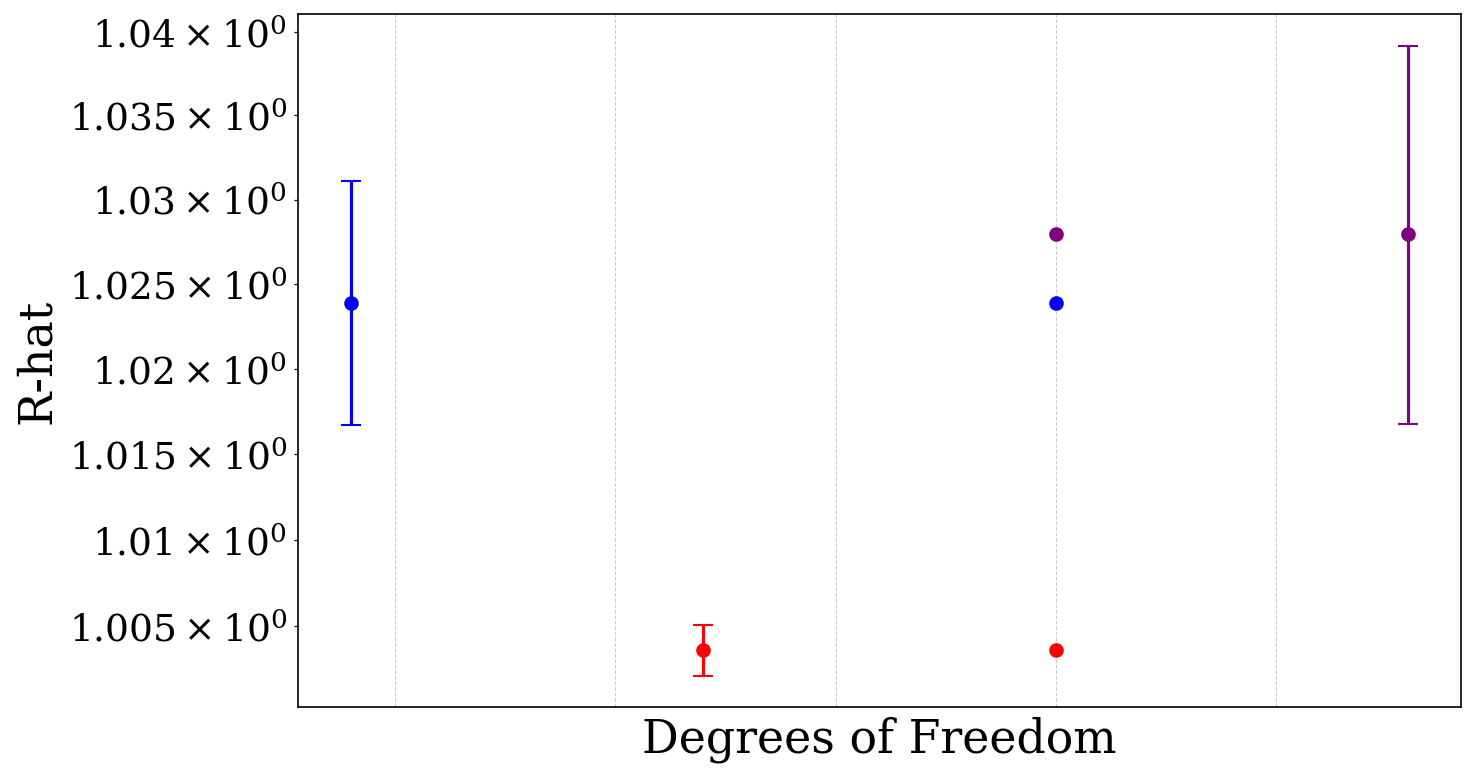 1.04 × 10⁰
1.035 × 10⁰
1.03 × 10⁰
1.025 × 10⁰
1.02 × 10⁰
1.015 × 10⁰
1.01 × 10⁰
1.005 × 10⁰
R-hat
Degrees of Freedom